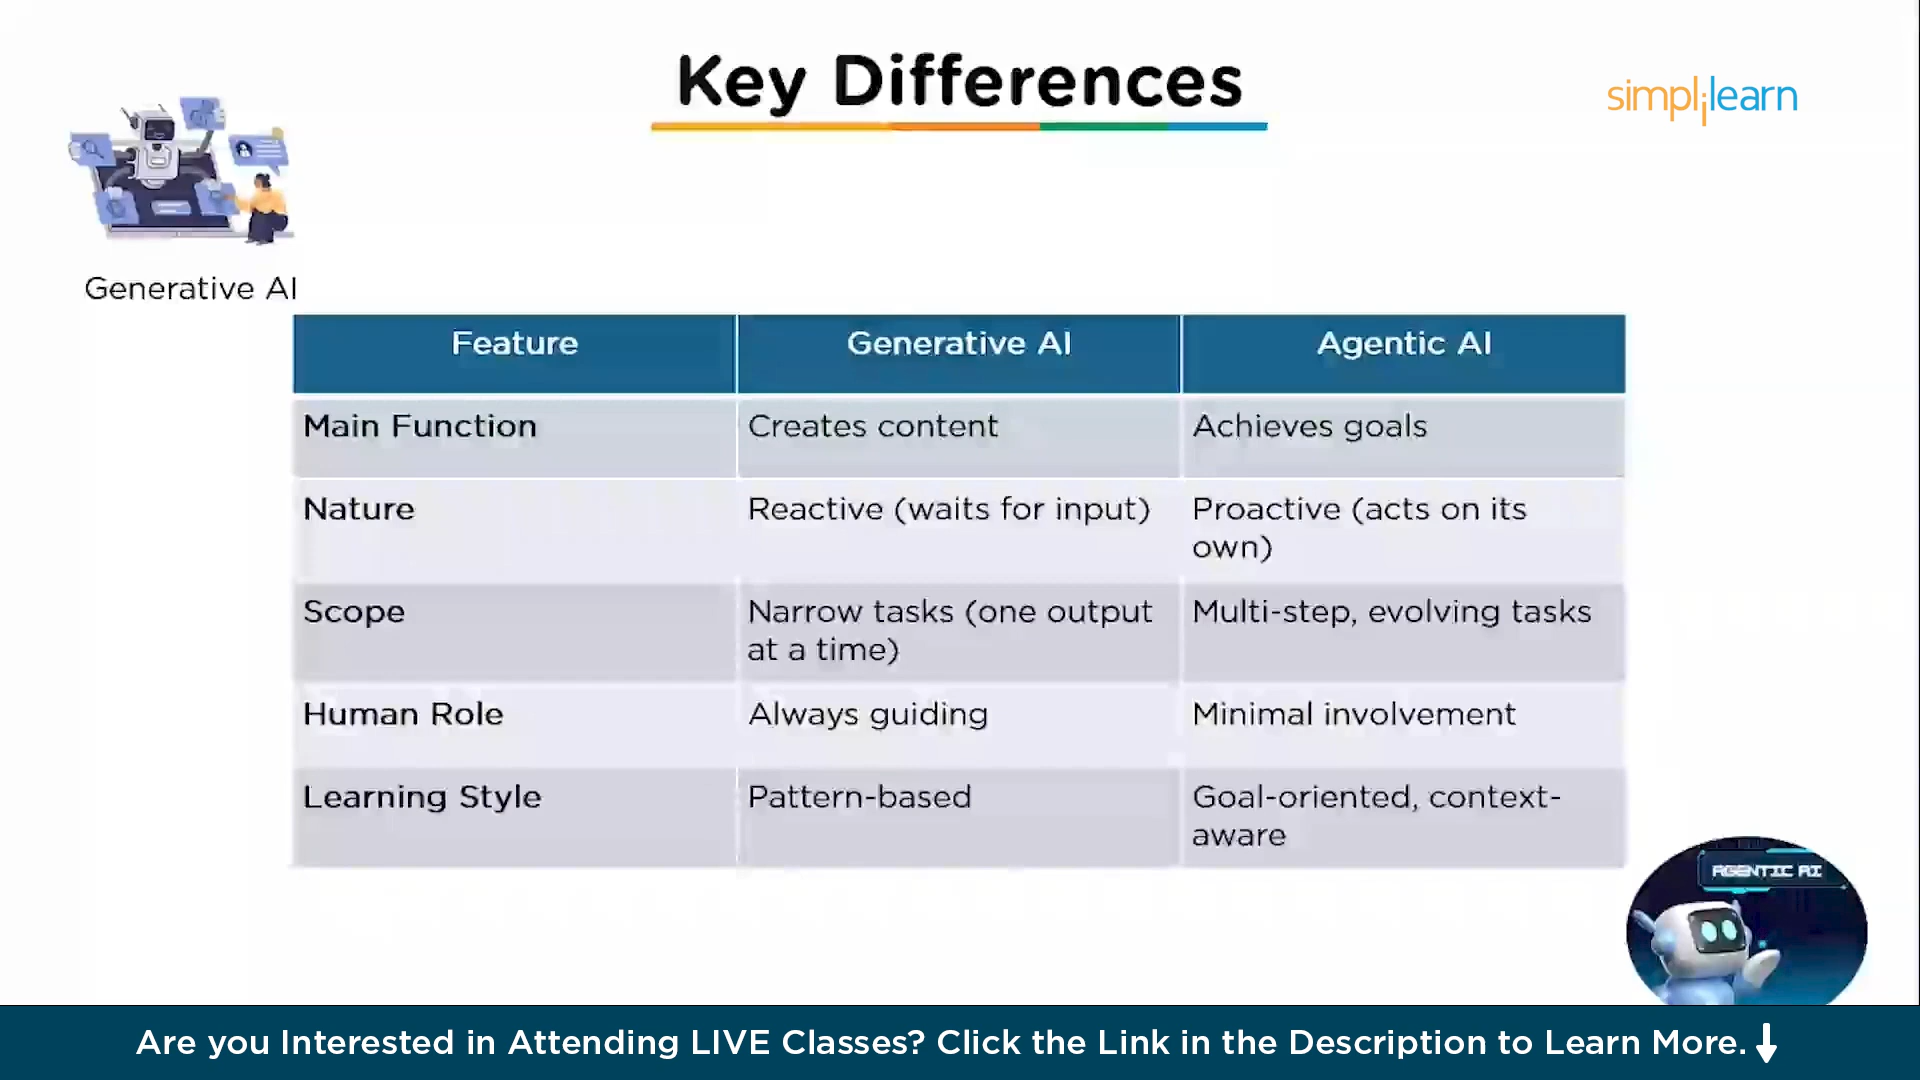 Key Differences
simplilearn
Generative AI
Feature
Generative AI
Agentic AI
Main Function
Creates content
Achieves goals
Nature
Reactive (waits for input)
Proactive (acts on its
own)
Scope
Narrow tasks (one output
at a time)
Multi-step, evolving tasks
Human Role
Always guiding
Minimal involvement
Learning Style
Pattern-based
Goal-oriented, context-
aware
AGENTIC AI
Are you Interested in Attending LIVE Classes? Click the Link in the Description to Learn More.